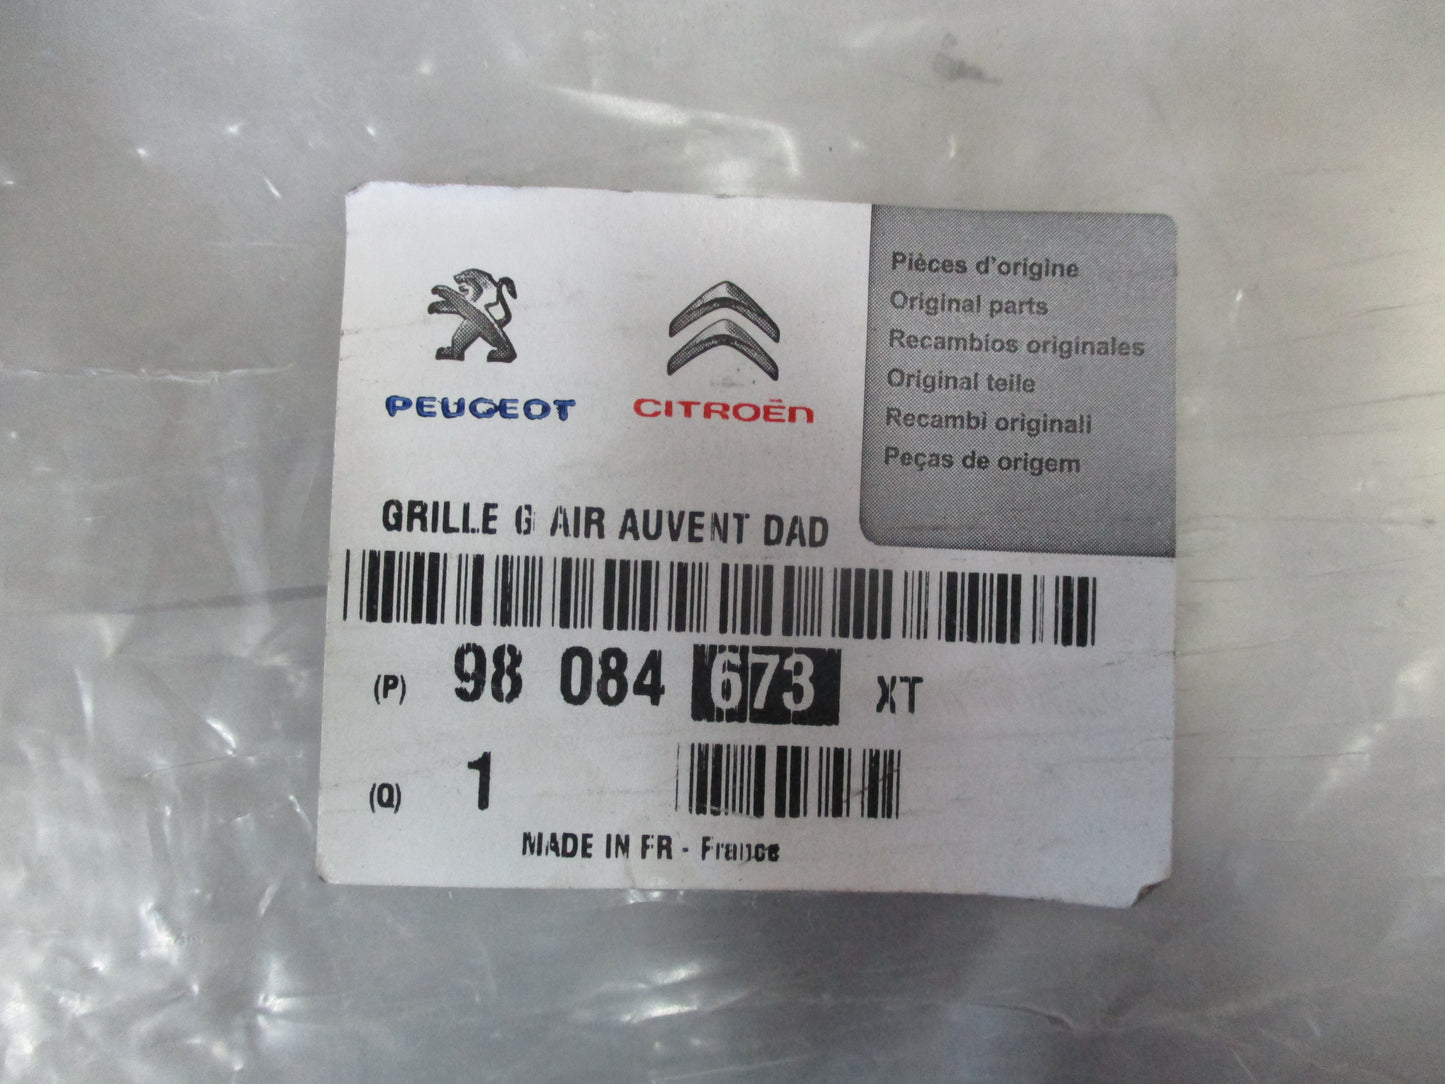 PEUGEOT
CITROËN
Pièces d'origine
Original parts
Recambios originales
Original teile
Recambi originali
Peças de origem
GRILLE G AIR AUVENT DAD
(P) 98 084 673 XT
(Q) 1
MADE IN FR - France